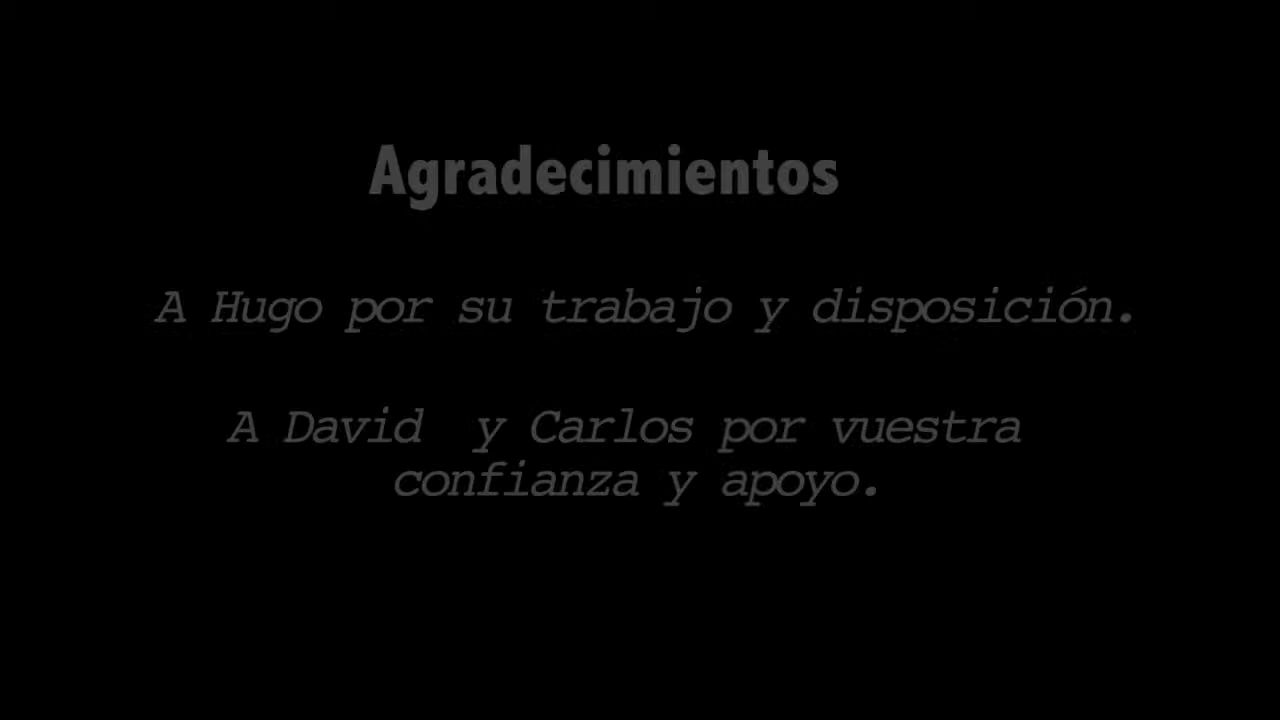 Agradecimientos
A Hugo por su trabajo y disposición.
A David  y Carlos por vuestra
confianza y apoyo.